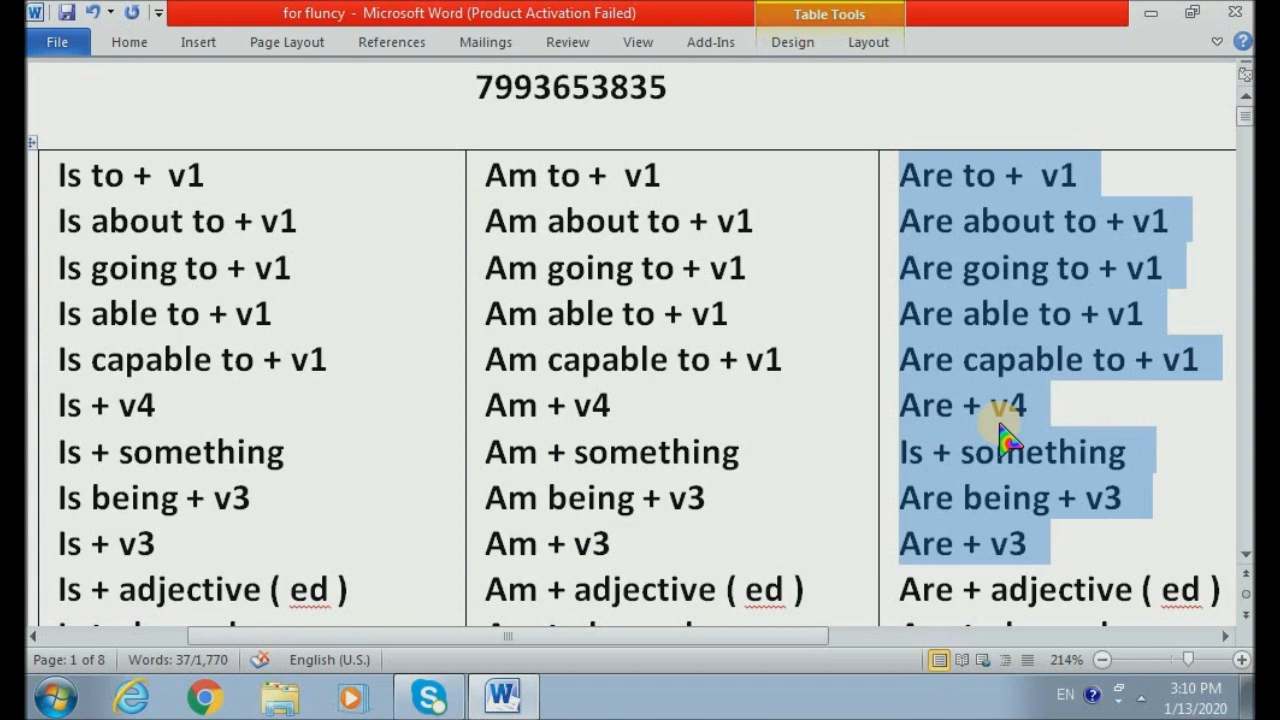 for fluncy - Microsoft Word (Product Activation Failed)
Table Tools
File Home Insert Page Layout References Mailings Review View Add-Ins Design Layout
7993653835
Is to + v1
Is about to + v1
Is going to + v1
Is able to + v1
Is capable to + v1
Is + v4
Is + something
Is being + v3
Is + v3
Is + adjective ( ed )
Am to + v1
Am about to + v1
Am going to + v1
Am able to + v1
Am capable to + v1
Am + v4
Am + something
Am being + v3
Am + v3
Am + adjective ( ed )
Are to + v1
Are about to + v1
Are going to + v1
Are able to + v1
Are capable to + v1
Are + v4
Is + something
Are being + v3
Are + v3
Are + adjective ( ed )
Page: 1 of 8 Words: 37/1,770 English (U.S.) 214%
EN 3:10 PM
1/13/2020